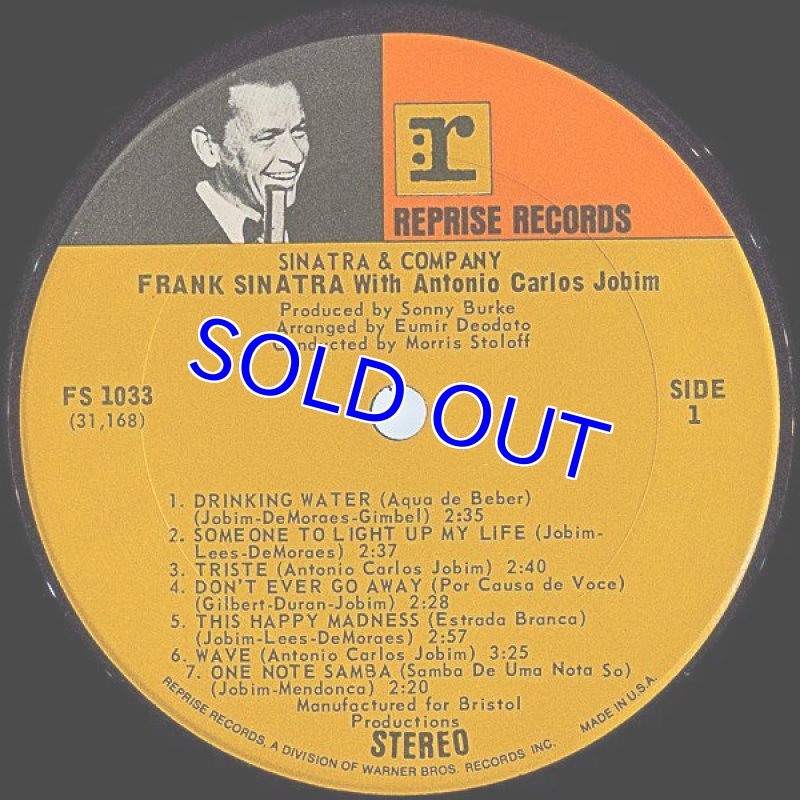 r
REPRISE RECORDS
SINATRA & COMPANY
FRANK SINATRA With Antonio Carlos Jobim
Produced by Sonny Burke
Arranged by Eumir Deodato
Conducted by Morris Stoloff
SOLD OUT
FS 1033
(31,168)
SIDE
1
1. DRINKING WATER (Aqua de Beber)
(Jobim-DeMoraes-Gimbel) 2:35
2. SOMEONE TO LIGHT UP MY LIFE (Jobim-
Lees-DeMoraes) 2:37
3. TRISTE (Antonio Carlos Jobim) 2:40
4. DON'T EVER GO AWAY (Por Causa de Voce)
(Gilbert-Duran-Jobim) 2:28
5. THIS HAPPY MADNESS (Estrada Branca)
(Jobim-Lees-DeMoraes) 2:57
6. WAVE (Antonio Carlos Jobim) 3:25
7. ONE NOTE SAMBA (Samba De Uma Nota So)
(Jobim-Mendonca) 2:20
Manufactured for Bristol
Productions
STEREO
REPRISE RECORDS, A DIVISION OF WARNER BROS. RECORDS INC.
MADE IN U.S.A.